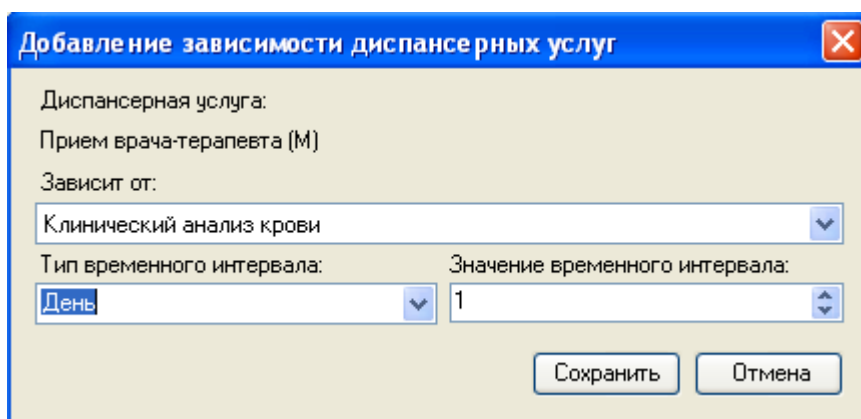 Добавление зависимости диспансерных услуг
Диспансерная услуга:
Прием врача-терапевта (М)
Зависит от:
Клинический анализ крови
Тип временного интервала: Значение временного интервала:
День 1
Сохранить Отмена